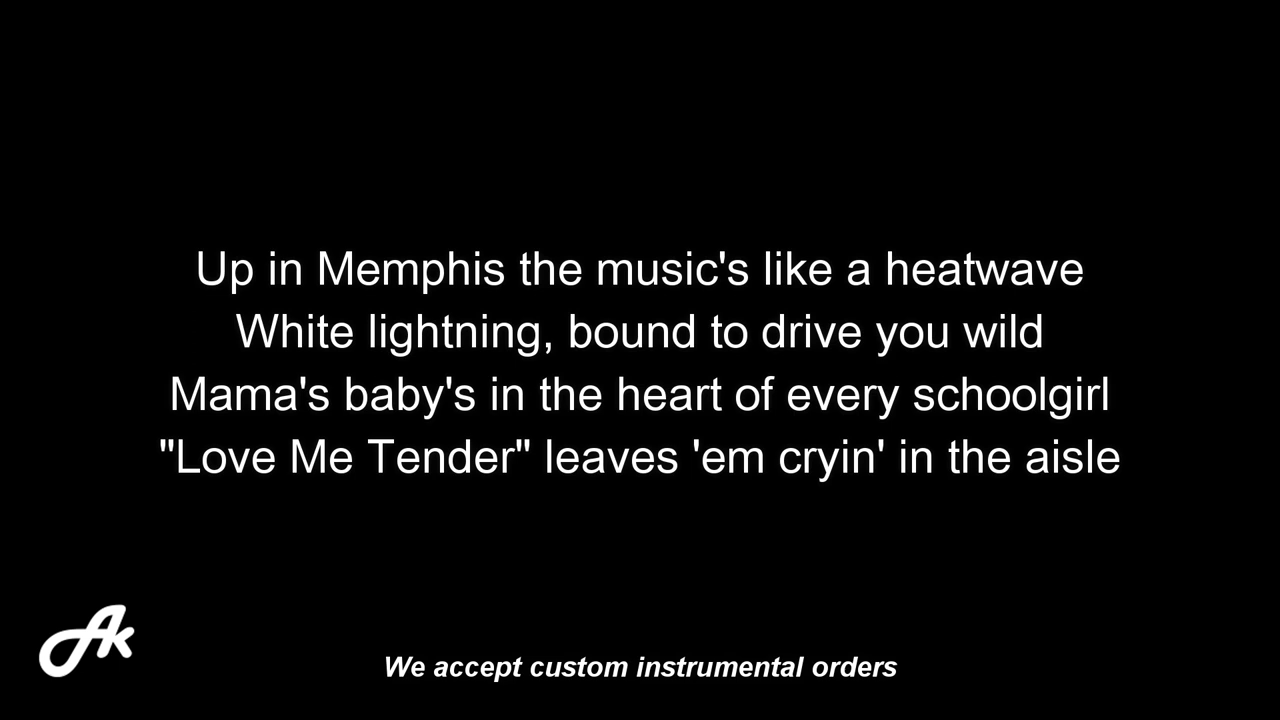 Up in Memphis the music's like a heatwave
White lightning, bound to drive you wild
Mama's baby's in the heart of every schoolgirl
"Love Me Tender" leaves 'em cryin' in the aisle
Ak
We accept custom instrumental orders